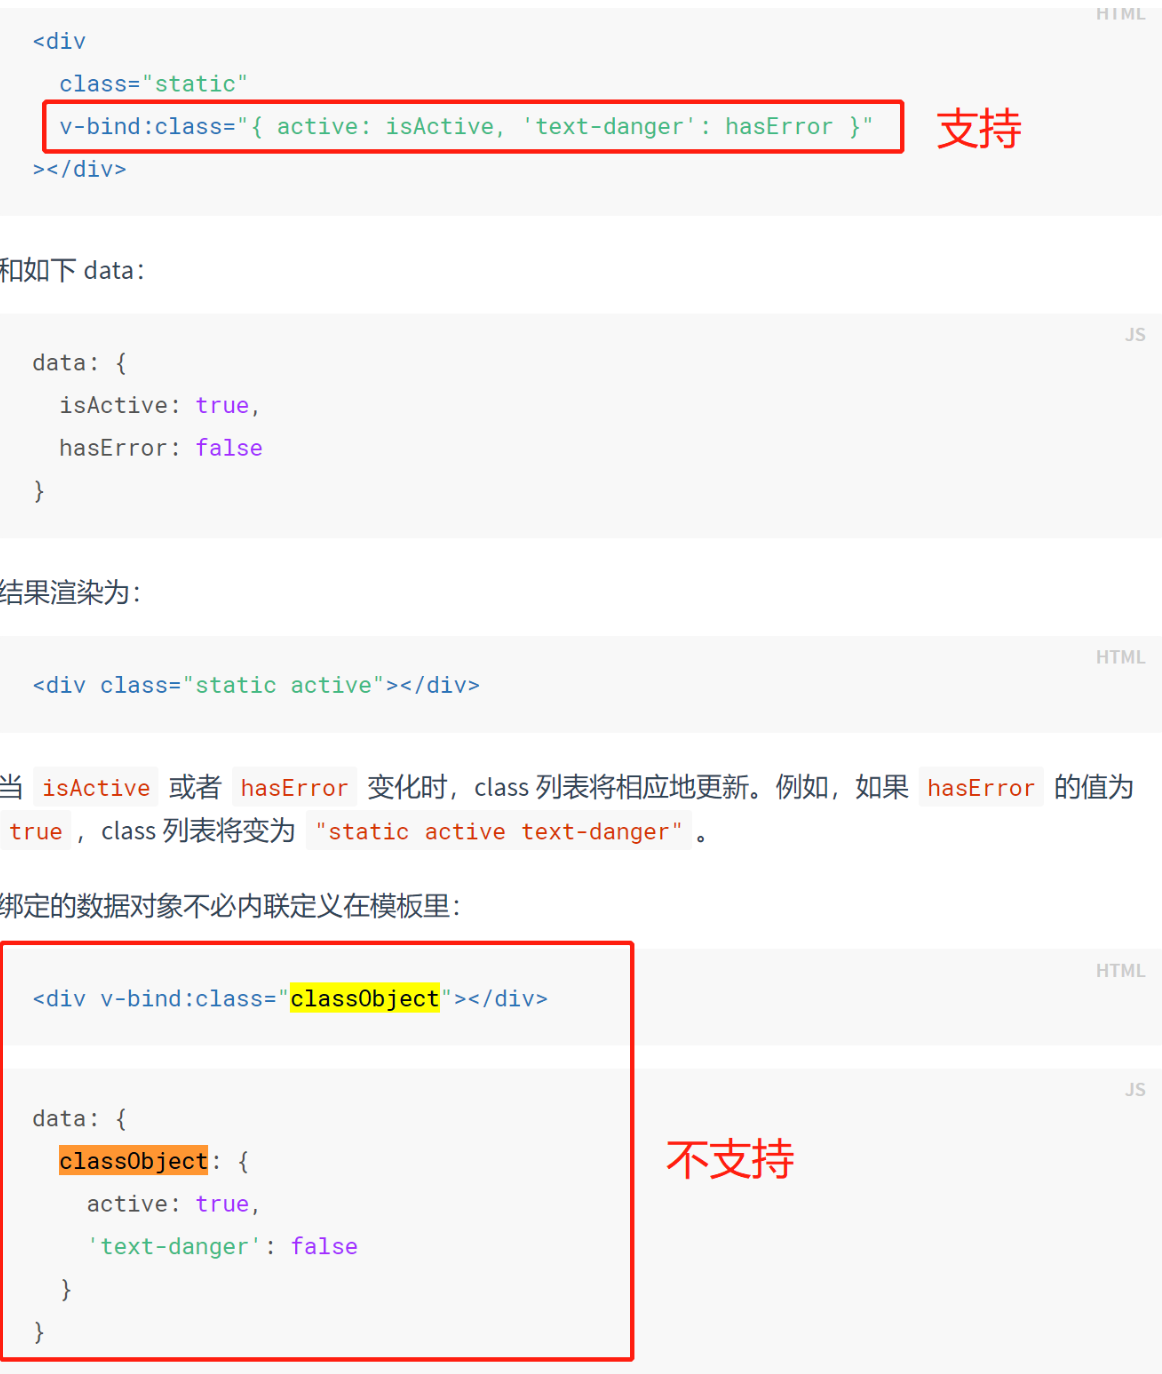 HTML
<div
  class="static"
  v-bind:class="{ active: isActive, 'text-danger': hasError }"
支持
></div>
和如下 data：
JS
data: {
  isActive: true,
  hasError: false
}
结果渲染为：
HTML
<div class="static active"></div>
当 isActive 或者 hasError 变化时，class 列表将相应地更新。例如，如果 hasError 的值为
true ，class 列表将变为 "static active text-danger" 。
绑定的数据对象不必内联定义在模板里：
HTML
<div v-bind:class="classObject"></div>
JS
data: {
  classObject: {
    active: true,
    'text-danger': false
  }
}
不支持